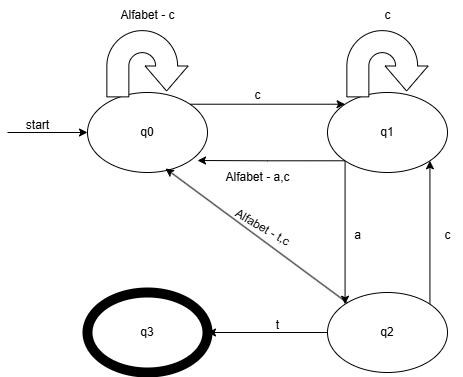 Alfabet - c
c
start
q0
c
q1
Alfabet - a,c
Alfabet - t,c
a
c
q3
t
q2